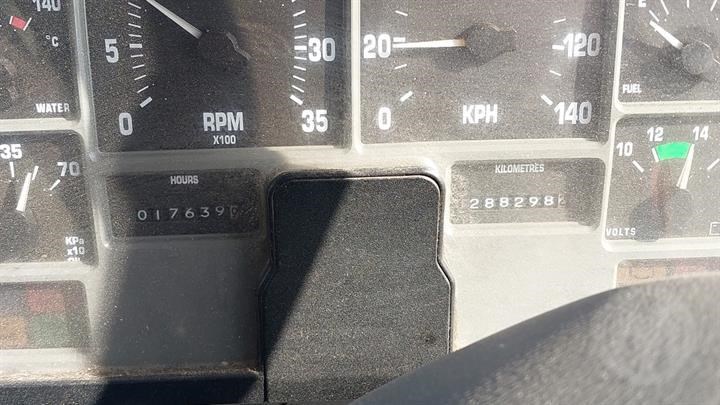 140
°C
WATER
5
30
0
RPM
X100
35
20
120
0
KPH
140
FUEL
35
70
KPa
x10
HOURS
017639
KILOMETRES
288298
10
12
14
VOLTS